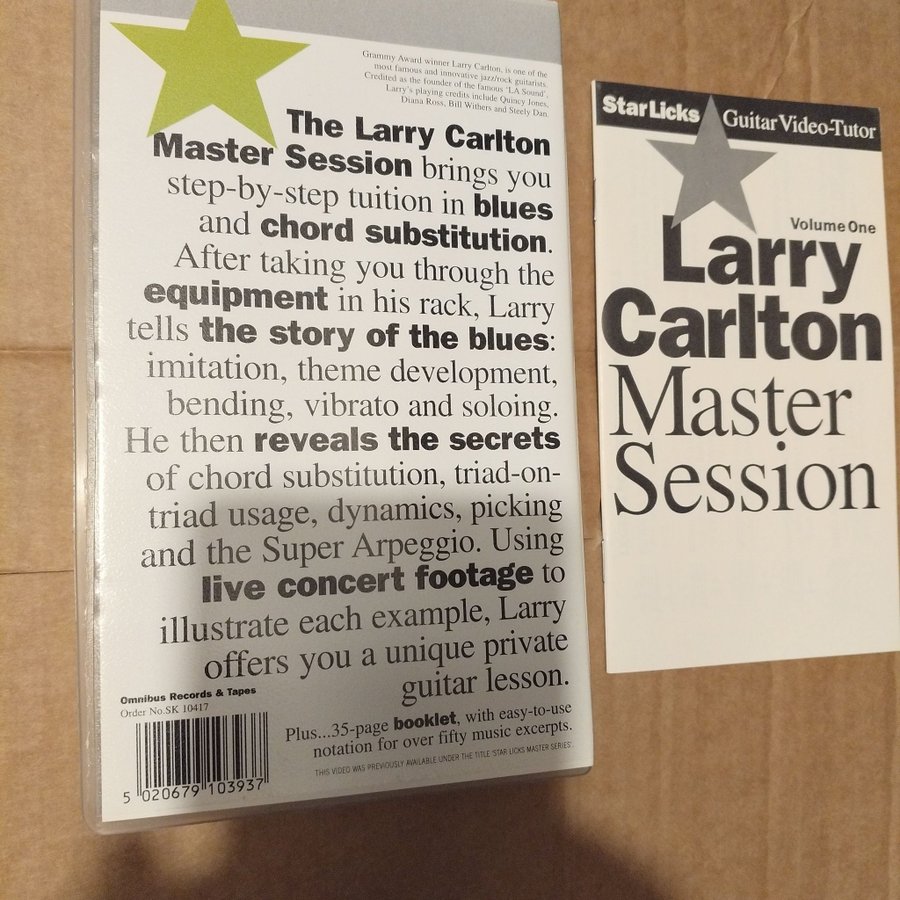 Grammy Award winner Larry Carlton, is one of the
most famous and innovative jazz/rock guitarists.
Credited as the founder of the famous 'LA Sound',
Larry's playing credits include Quincy Jones,
Diana Ross, Bill Withers and Steely Dan.
The Larry Carlton
Master Session brings you
step-by-step tuition in blues
and chord substitution.
After taking you through the
equipment in his rack, Larry
tells the story of the blues:
imitation, theme development,
bending, vibrato and soloing.
He then reveals the secrets
of chord substitution, triad-on-
triad usage, dynamics, picking
and the Super Arpeggio. Using
live concert footage to
illustrate each example, Larry
offers you a unique private
guitar lesson.
Omnibus Records & Tapes
Order No.SK 10417
5 020679 103937
Plus...35-page booklet, with easy-to-use
notation for over fifty music excerpts.
THIS VIDEO WAS PREVIOUSLY AVAILABLE UNDER THE TITLE 'STAR LICKS MASTER SERIES'.
Star Licks Guitar Video-Tutor
Volume One
Larry
Carlton
Master
Session